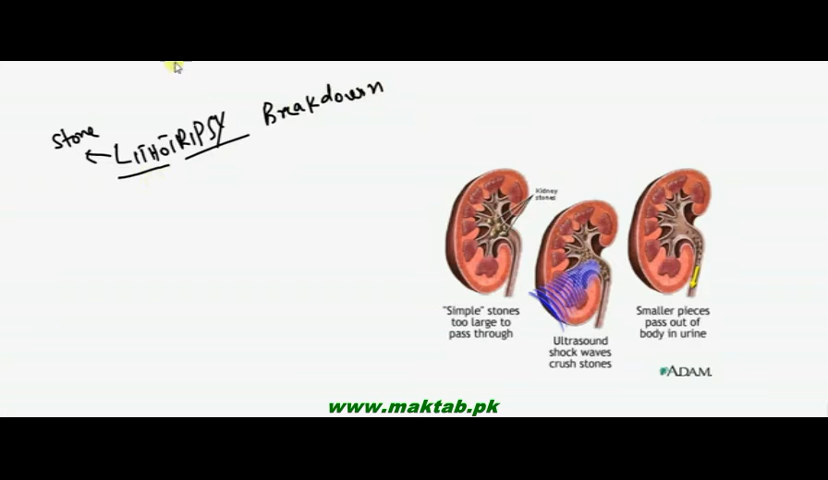 Stone
LITHOTRIPSY Breakdown
Kidney
stones
"Simple" stones
too large to
pass through
Ultrasound
shock waves
crush stones
Smaller pieces
pass out of
body in urine
ADAM.
www.maktab.pk